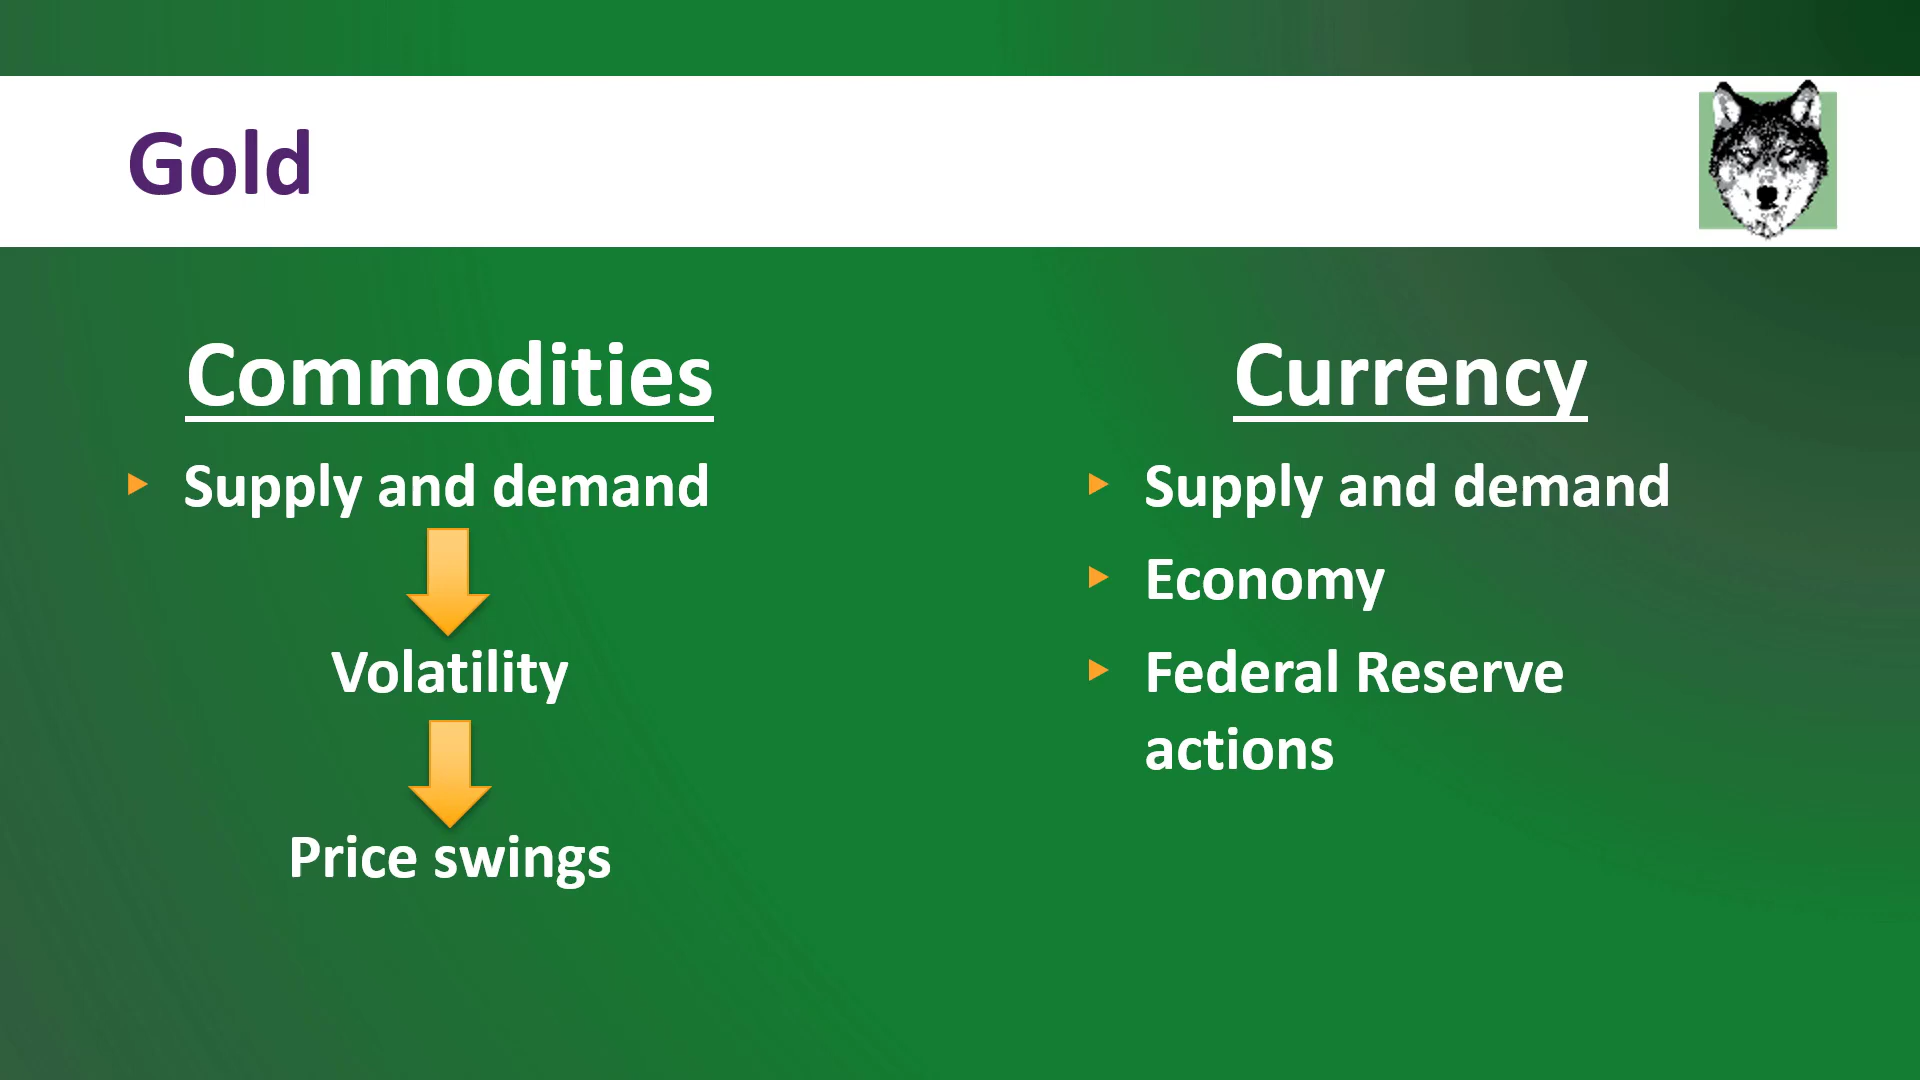 Gold
Commodities
Supply and demand
Volatility
Price swings
Currency
Supply and demand
Economy
Federal Reserve
actions